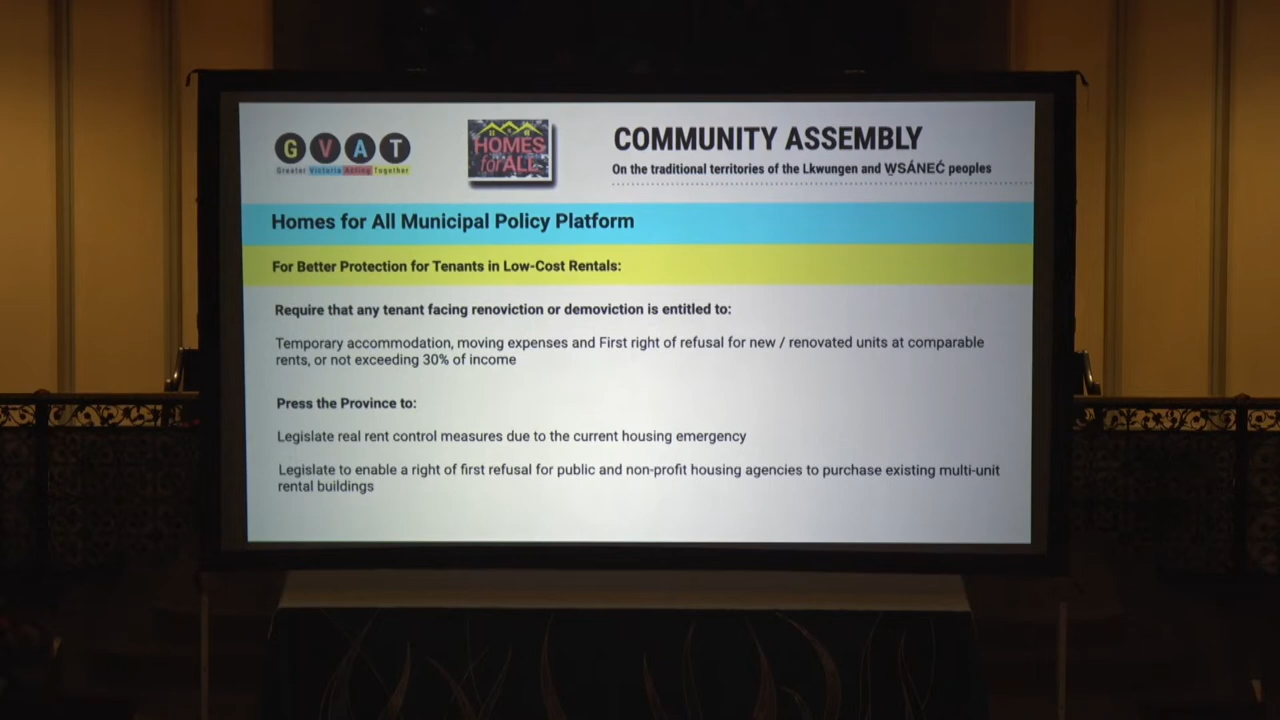 GVAT
Greater Victoria Acting Together
HOMES
for ALL
COMMUNITY ASSEMBLY
On the traditional territories of the Lkwungen and W̱SÁNEĆ peoples
Homes for All Municipal Policy Platform
For Better Protection for Tenants in Low-Cost Rentals:
Require that any tenant facing renoviction or demoviction is entitled to:
Temporary accommodation, moving expenses and First right of refusal for new / renovated units at comparable
rents, or not exceeding 30% of income
Press the Province to:
Legislate real rent control measures due to the current housing emergency
Legislate to enable a right of first refusal for public and non-profit housing agencies to purchase existing multi-unit
rental buildings